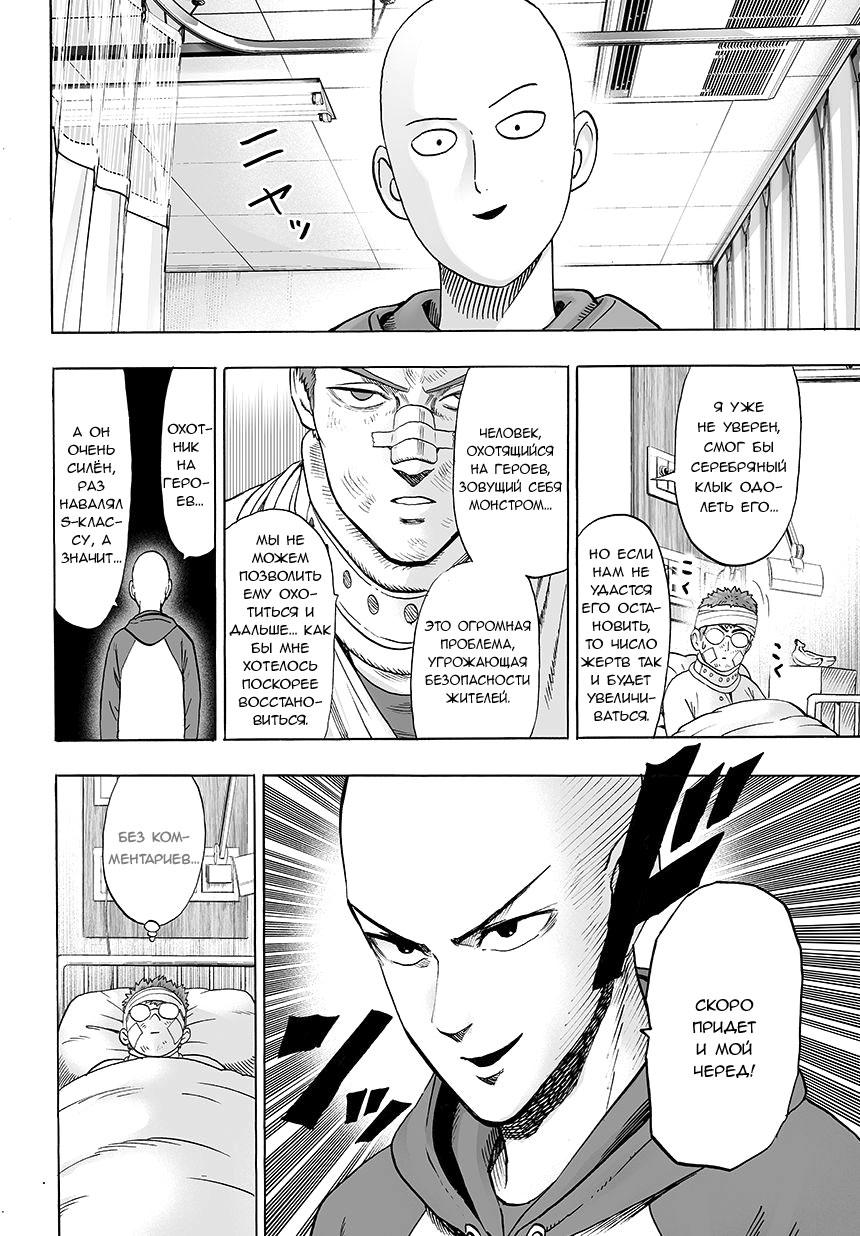 ニヤッ
Я УЖЕ
НЕ УВЕРЕН,
СМОГ БЫ
СЕРЕБРЯНЫЙ
КЛЫК ОДО-
ЛЕТЬ ЕГО...
НО ЕСЛИ
НАМ НЕ
УДАСТСЯ
ЕГО ОСТА-
НОВИТЬ,
ТО ЧИСЛО
ЖЕРТВ ТАК
И БУДЕТ
УВЕЛИЧИ-
ВАТЬСЯ.
ЧЕЛОВЕК,
ОХОТЯЩИЙСЯ
НА ГЕРОЕВ,
ЗОВУЩИЙ СЕБЯ
МОНСТРОМ...
ЭТО ОГРОМНАЯ
ПРОБЛЕМА,
УГРОЖАЮЩАЯ
БЕЗОПАСНОСТИ
ЖИТЕЛЕЙ.
МЫ НЕ
МОЖЕМ
ПОЗВОЛИТЬ
ЕМУ ОХО-
ТИТЬСЯ И
ДАЛЬШЕ... КАК
БЫ МНЕ
ХОТЕЛОСЬ
ПОСКОРЕЕ
ВОССТАНО-
ВИТЬСЯ.
ОХОТ-
НИК
НА
ГЕРО-
ЕВ...
А ОН
ОЧЕНЬ
СИЛЁН,
РАЗ
НАВАЛЯЛ
S-КЛАС-
СУ, А
ЗНАЧИТ...
СКОРО
ПРИДЕТ
И МОЙ
ЧЕРЕД!
БЕЗ КОМ-
МЕНТАРИЕВ...